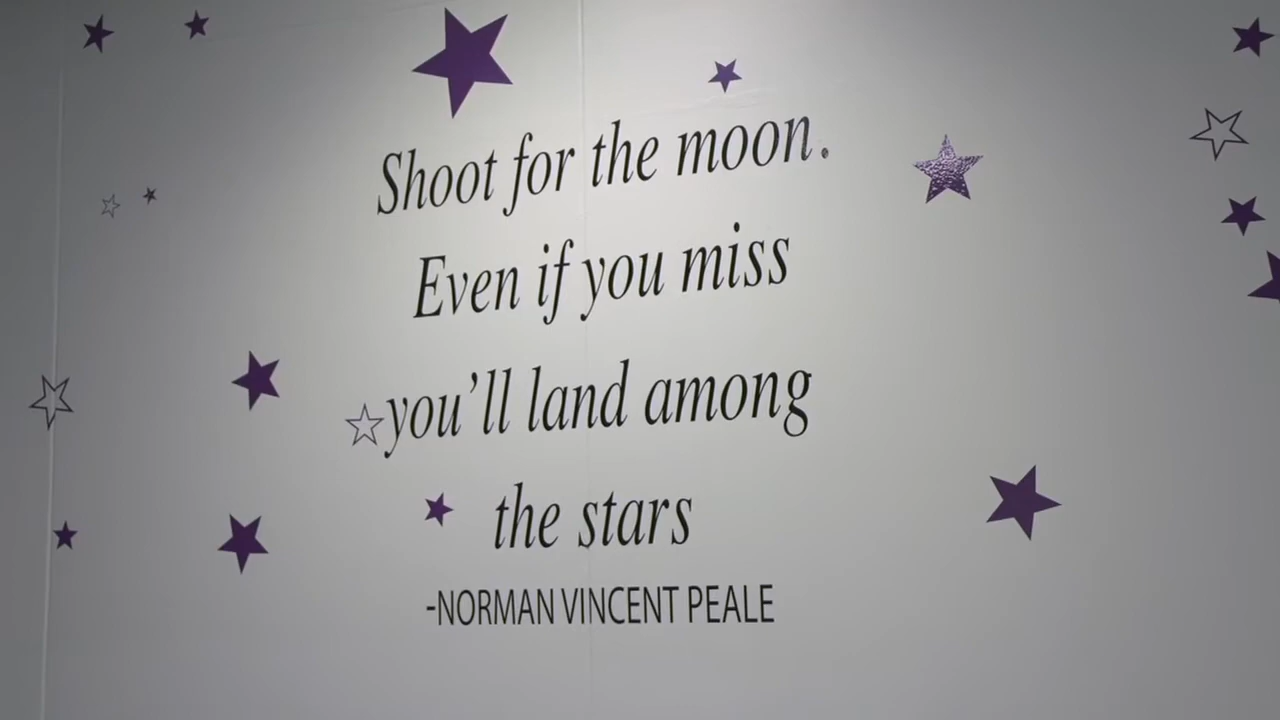 Shoot for the moon.
Even if you miss
you’ll land among
the stars
-NORMAN VINCENT PEALE